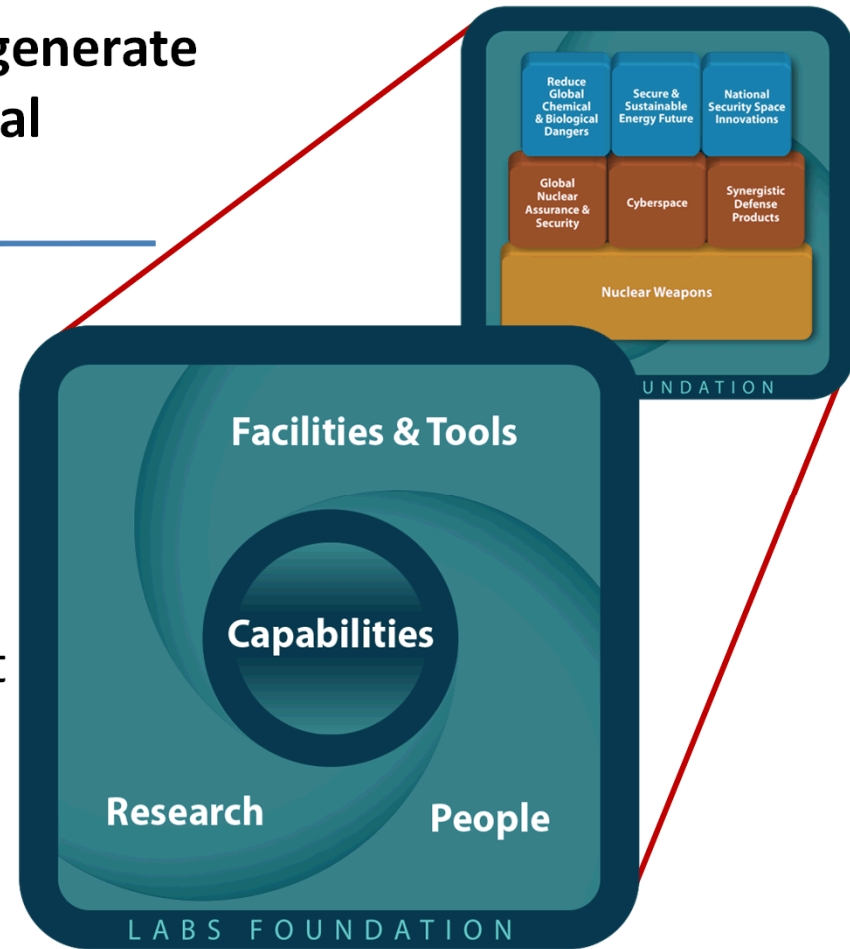 generate
al
Reduce
Global
Chemical
& Biological
Dangers
Secure &
Sustainable
Energy Future
National
Security Space
Innovations
Global
Nuclear
Assurance &
Security
Cyberspace
Synergistic
Defense
Products
Nuclear Weapons
UNDATION
Facilities & Tools
Capabilities
t
Research
People
LABS FOUNDATION